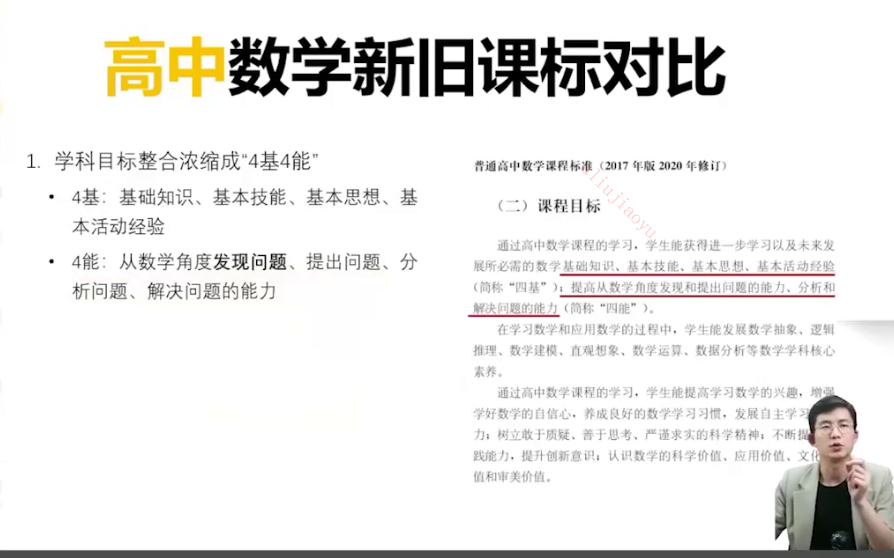 高中数学新旧课标对比
1. 学科目标整合浓缩成“4基4能”
• 4基：基础知识、基本技能、基本思想、基
本活动经验
• 4能：从数学角度发现问题、提出问题、分
析问题、解决问题的能力
普通高中数学课程标准（2017 年版 2020 年修订）
（二）课程目标
通过高中数学课程的学习，学生能获得进一步学习以及未来发
展所必需的数学基础知识、基本技能、基本思想、基本活动经验
（简称“四基”）；提高从数学角度发现和提出问题的能力、分析和
解决问题的能力（简称“四能”）。
在学习数学和应用数学的过程中，学生能发展数学抽象、逻辑
推理、数学建模、直观想象、数学运算、数据分析等数学学科核心
素养。
通过高中数学课程的学习，学生能提高学习数学的兴趣，增强
学好数学的自信心，养成良好的数学学习习惯，发展自主学习
力；树立敢于质疑、善于思考、严谨求实的科学精神；不断提
践能力，提升创新意识；认识数学的科学价值、应用价值、文化
值和审美价值。
liujiaoyu